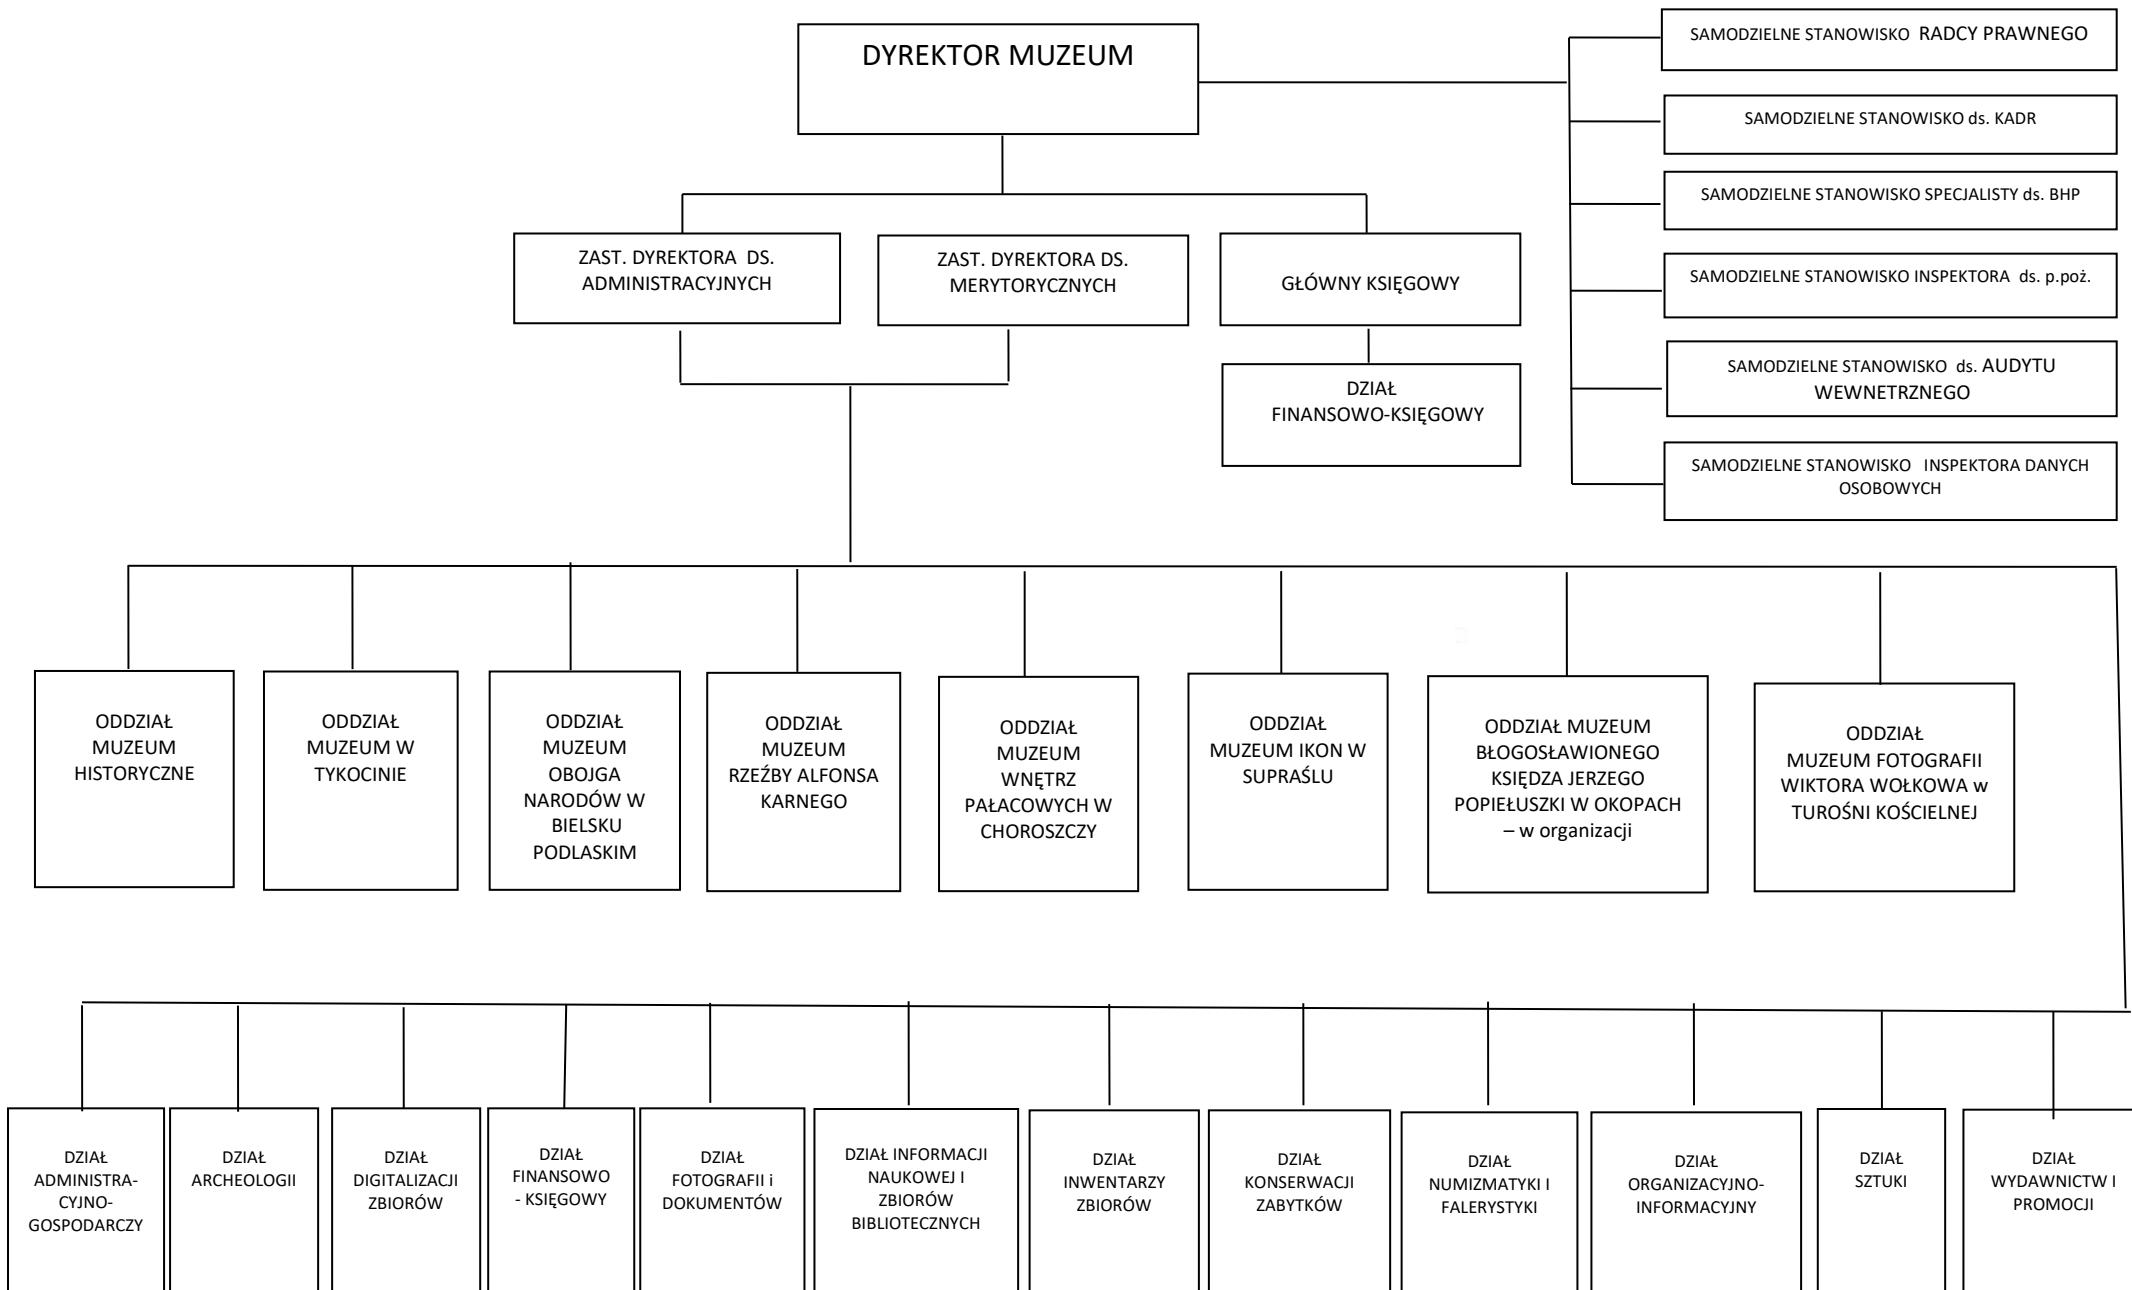 DYREKTOR MUZEUM
SAMODZIELNE STANOWISKO RADCY PRAWNEGO
SAMODZIELNE STANOWISKO ds. KADR
SAMODZIELNE STANOWISKO SPECJALISTY ds. BHP
SAMODZIELNE STANOWISKO INSPEKTORA ds. p.poż.
SAMODZIELNE STANOWISKO ds. AUDYTU
WEWNETRZNEGO
SAMODZIELNE STANOWISKO INSPEKTORA DANYCH
OSOBOWYCH
ZAST. DYREKTORA DS.
ADMINISTRACYJNYCH
ZAST. DYREKTORA DS.
MERYTORYCZNYCH
GŁÓWNY KSIĘGOWY
DZIAŁ
FINANSOWO-KSIĘGOWY
ODDZIAŁ
MUZEUM
HISTORYCZNE
ODDZIAŁ
MUZEUM W
TYKOCINIE
ODDZIAŁ
MUZEUM
OBOJGA
NARODÓW W
BIELSKU
PODLASKIM
ODDZIAŁ
MUZEUM
RZEŹBY ALFONSA
KARNEGO
ODDZIAŁ
MUZEUM
WNĘTRZ
PAŁACOWYCH W
CHOROSZCZY
ODDZIAŁ
MUZEUM IKON W
SUPRAŚLU
ODDZIAŁ MUZEUM
BŁOGOSŁAWIONEGO
KSIĘDZA JERZEGO
POPIEŁUSZKI W OKOPACH
– w organizacji
ODDZIAŁ
MUZEUM FOTOGRAFII
WIKTORA WOŁKOWA w
TUROŚNI KOŚCIELNEJ
DZIAŁ
ADMINISTRA-
CYJNO-
GOSPODARCZY
DZIAŁ
ARCHEOLOGII
DZIAŁ
DIGITALIZACJI
ZBIORÓW
DZIAŁ
FINANSOWO
- KSIĘGOWY
DZIAŁ
FOTOGRAFII i
DOKUMENTÓW
DZIAŁ INFORMACJI
NAUKOWEJ I
ZBIORÓW
BIBLIOTECZNYCH
DZIAŁ
INWENTARZY
ZBIORÓW
DZIAŁ
KONSERWACJI
ZABYTKÓW
DZIAŁ
NUMIZMATYKI I
FALERYSTYKI
DZIAŁ
ORGANIZACYJNO-
INFORMACYJNY
DZIAŁ
SZTUKI
DZIAŁ
WYDAWNICTW I
PROMOCJI